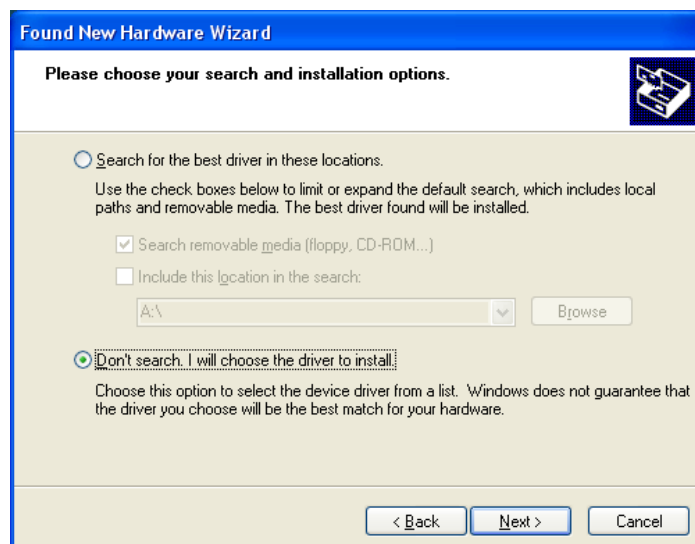 Found New Hardware Wizard
Please choose your search and installation options.
Search for the best driver in these locations.
Use the check boxes below to limit or expand the default search, which includes local
paths and removable media. The best driver found will be installed.
Search removable media (floppy, CD-ROM...)
Include this location in the search:
A:\
Browse
Don't search. I will choose the driver to install.
Choose this option to select the device driver from a list. Windows does not guarantee that
the driver you choose will be the best match for your hardware.
< Back Next > Cancel